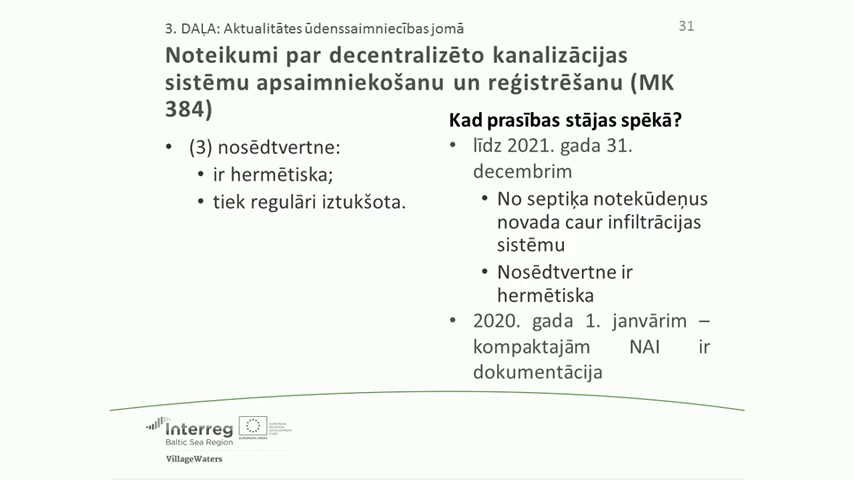 3. DAĻA: Aktualitātes ūdenssaimniecības jomā
31
Noteikumi par decentralizēto kanalizācijas
sistēmu apsaimniekošanu un reģistrēšanu (MK
384)
• (3) nosēdtvertne:
• ir hermētiska;
• tiek regulāri iztukšota.
Kad prasības stājas spēkā?
• līdz 2021. gada 31.
decembrim
• No septiķa notekūdeņus
novada caur infiltrācijas
sistēmu
• Nosēdtvertne ir
hermētiska
• 2020. gada 1. janvārim –
kompaktajām NAI ir
dokumentācija
Interreg
Baltic Sea Region
EUROPEAN UNION
VillageWaters